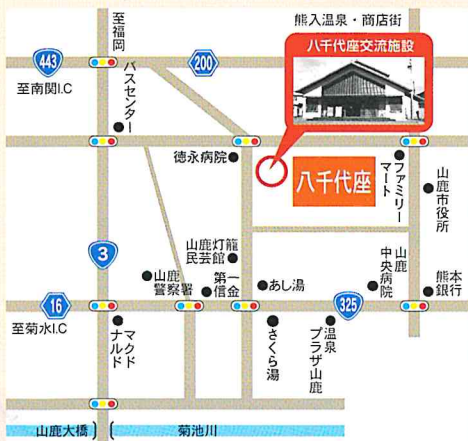 至福岡
熊入温泉・商店街
八千代座交流施設
443
200
至南関I.C
バスセンター
徳永病院
八千代座
ファミリー
マート
山鹿市役所
3
山鹿灯籠
民芸館
山鹿
警察署
第一
信金
あし湯
山鹿
中央病院
熊本
銀行
16
325
至菊水I.C
マクド
ナルド
さくら湯
温泉
プラザ山鹿
山鹿大橋
菊池川